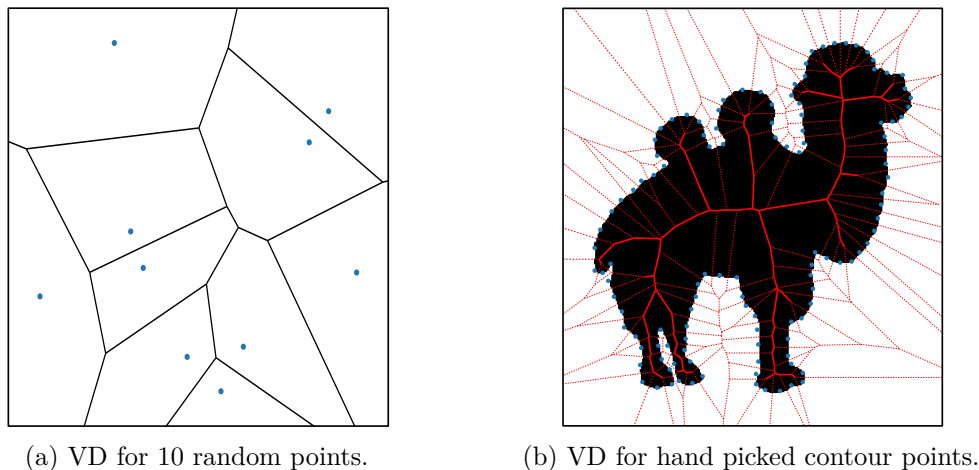 (a) VD for 10 random points.
(b) VD for hand picked contour points.